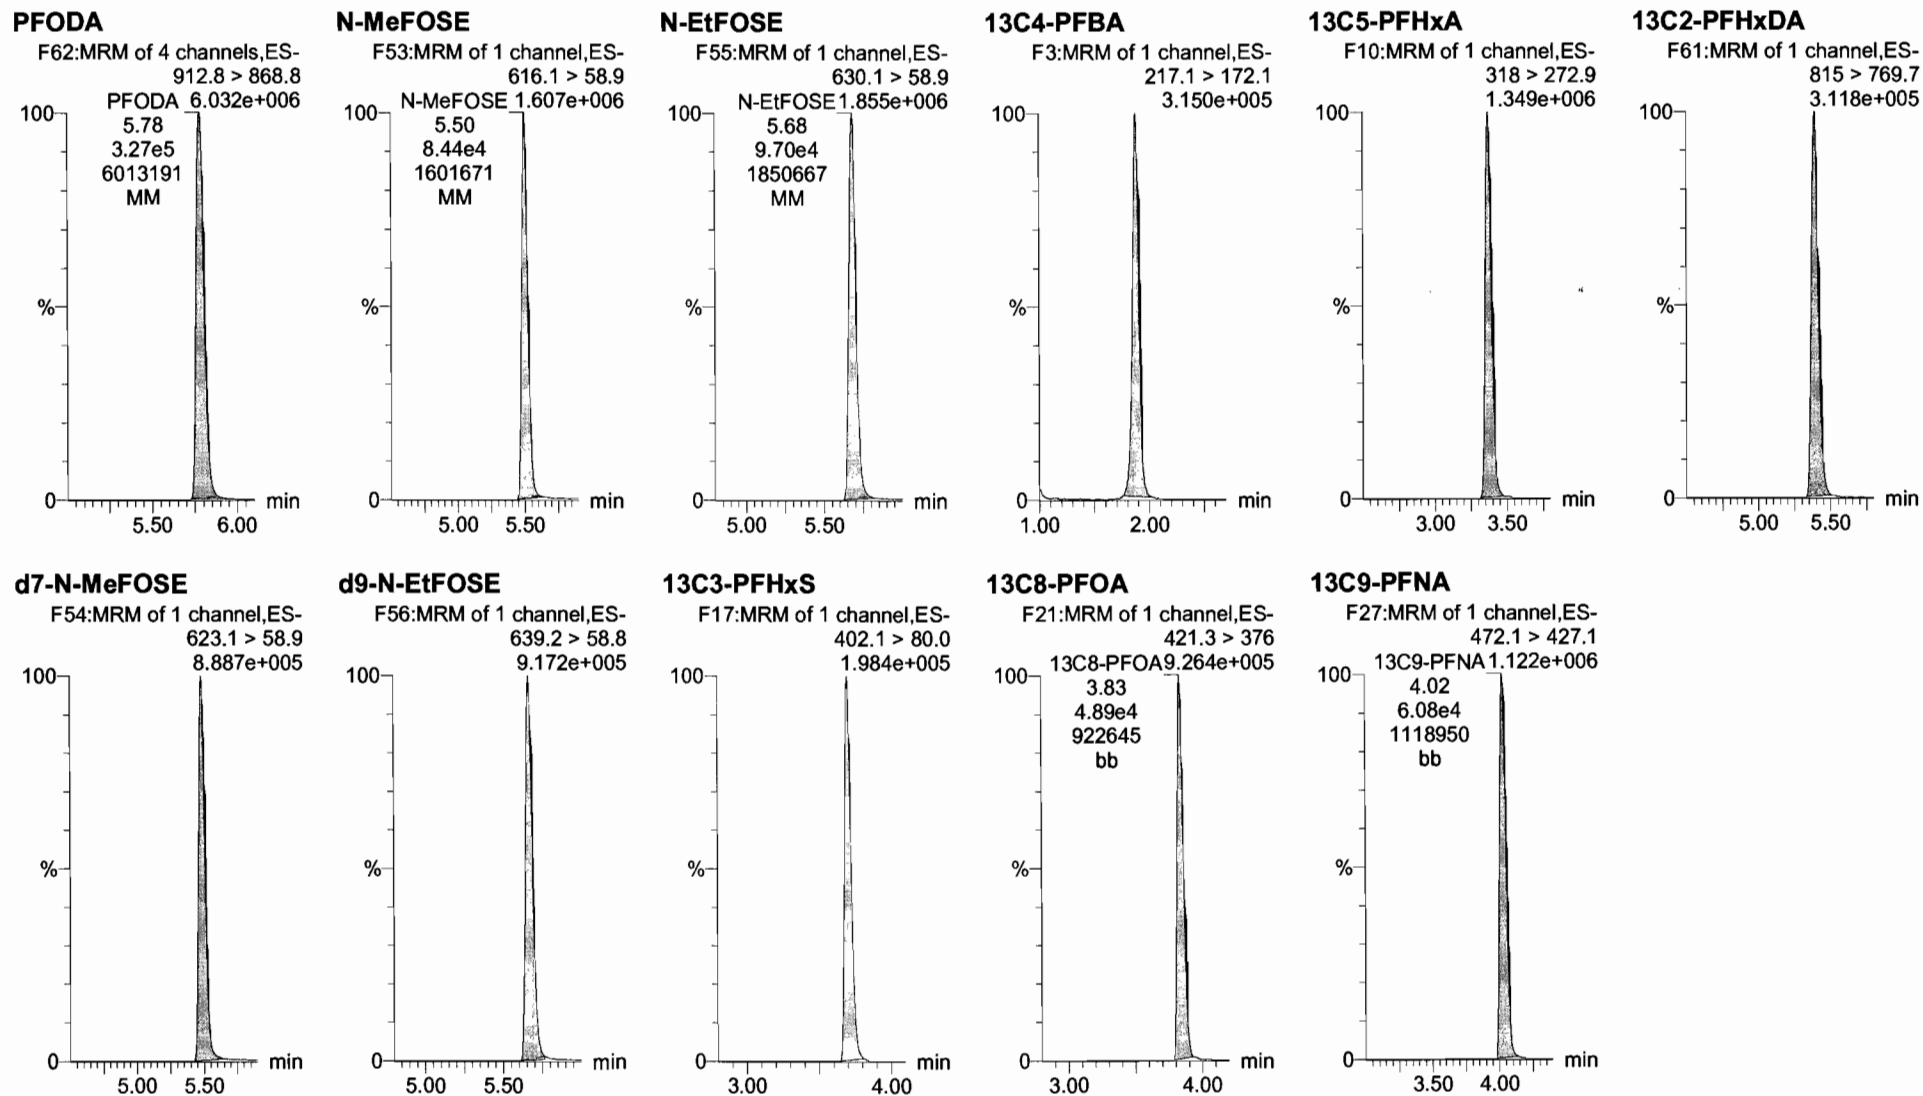 PFODA
F62:MRM of 4 channels,ES-
912.8 > 868.8
PFODA 6.032e+006
100
5.78
3.27e5
6013191
MM
%
0
min
5.50 6.00
N-MeFOSE
F53:MRM of 1 channel,ES-
616.1 > 58.9
N-MeFOSE 1.607e+006
100
5.50
8.44e4
1601671
MM
%
0
min
5.00 5.50
N-EtFOSE
F55:MRM of 1 channel,ES-
630.1 > 58.9
N-EtFOSE 1.855e+006
100
5.68
9.70e4
1850667
MM
%
0
min
5.00 5.50
13C4-PFBA
F3:MRM of 1 channel,ES-
217.1 > 172.1
3.150e+005
100
%
0
min
1.00 2.00
13C5-PFHxA
F10:MRM of 1 channel,ES-
318 > 272.9
1.349e+006
100
%
0
min
3.00 3.50
13C2-PFHxDA
F61:MRM of 1 channel,ES-
815 > 769.7
3.118e+005
100
%
0
min
5.00 5.50
d7-N-MeFOSE
F54:MRM of 1 channel,ES-
623.1 > 58.9
8.887e+005
100
%
0
min
5.00 5.50
d9-N-EtFOSE
F56:MRM of 1 channel,ES-
639.2 > 58.8
9.172e+005
100
%
0
min
5.00 5.50
13C3-PFHxS
F17:MRM of 1 channel,ES-
402.1 > 80.0
1.984e+005
100
%
0
min
3.00 4.00
13C8-PFOA
F21:MRM of 1 channel,ES-
421.3 > 376
13C8-PFOA 9.264e+005
100
3.83
4.89e4
922645
bb
%
0
min
3.00 4.00
13C9-PFNA
F27:MRM of 1 channel,ES-
472.1 > 427.1
13C9-PFNA 1.122e+006
100
4.02
6.08e4
1118950
bb
%
0
min
3.50 4.00